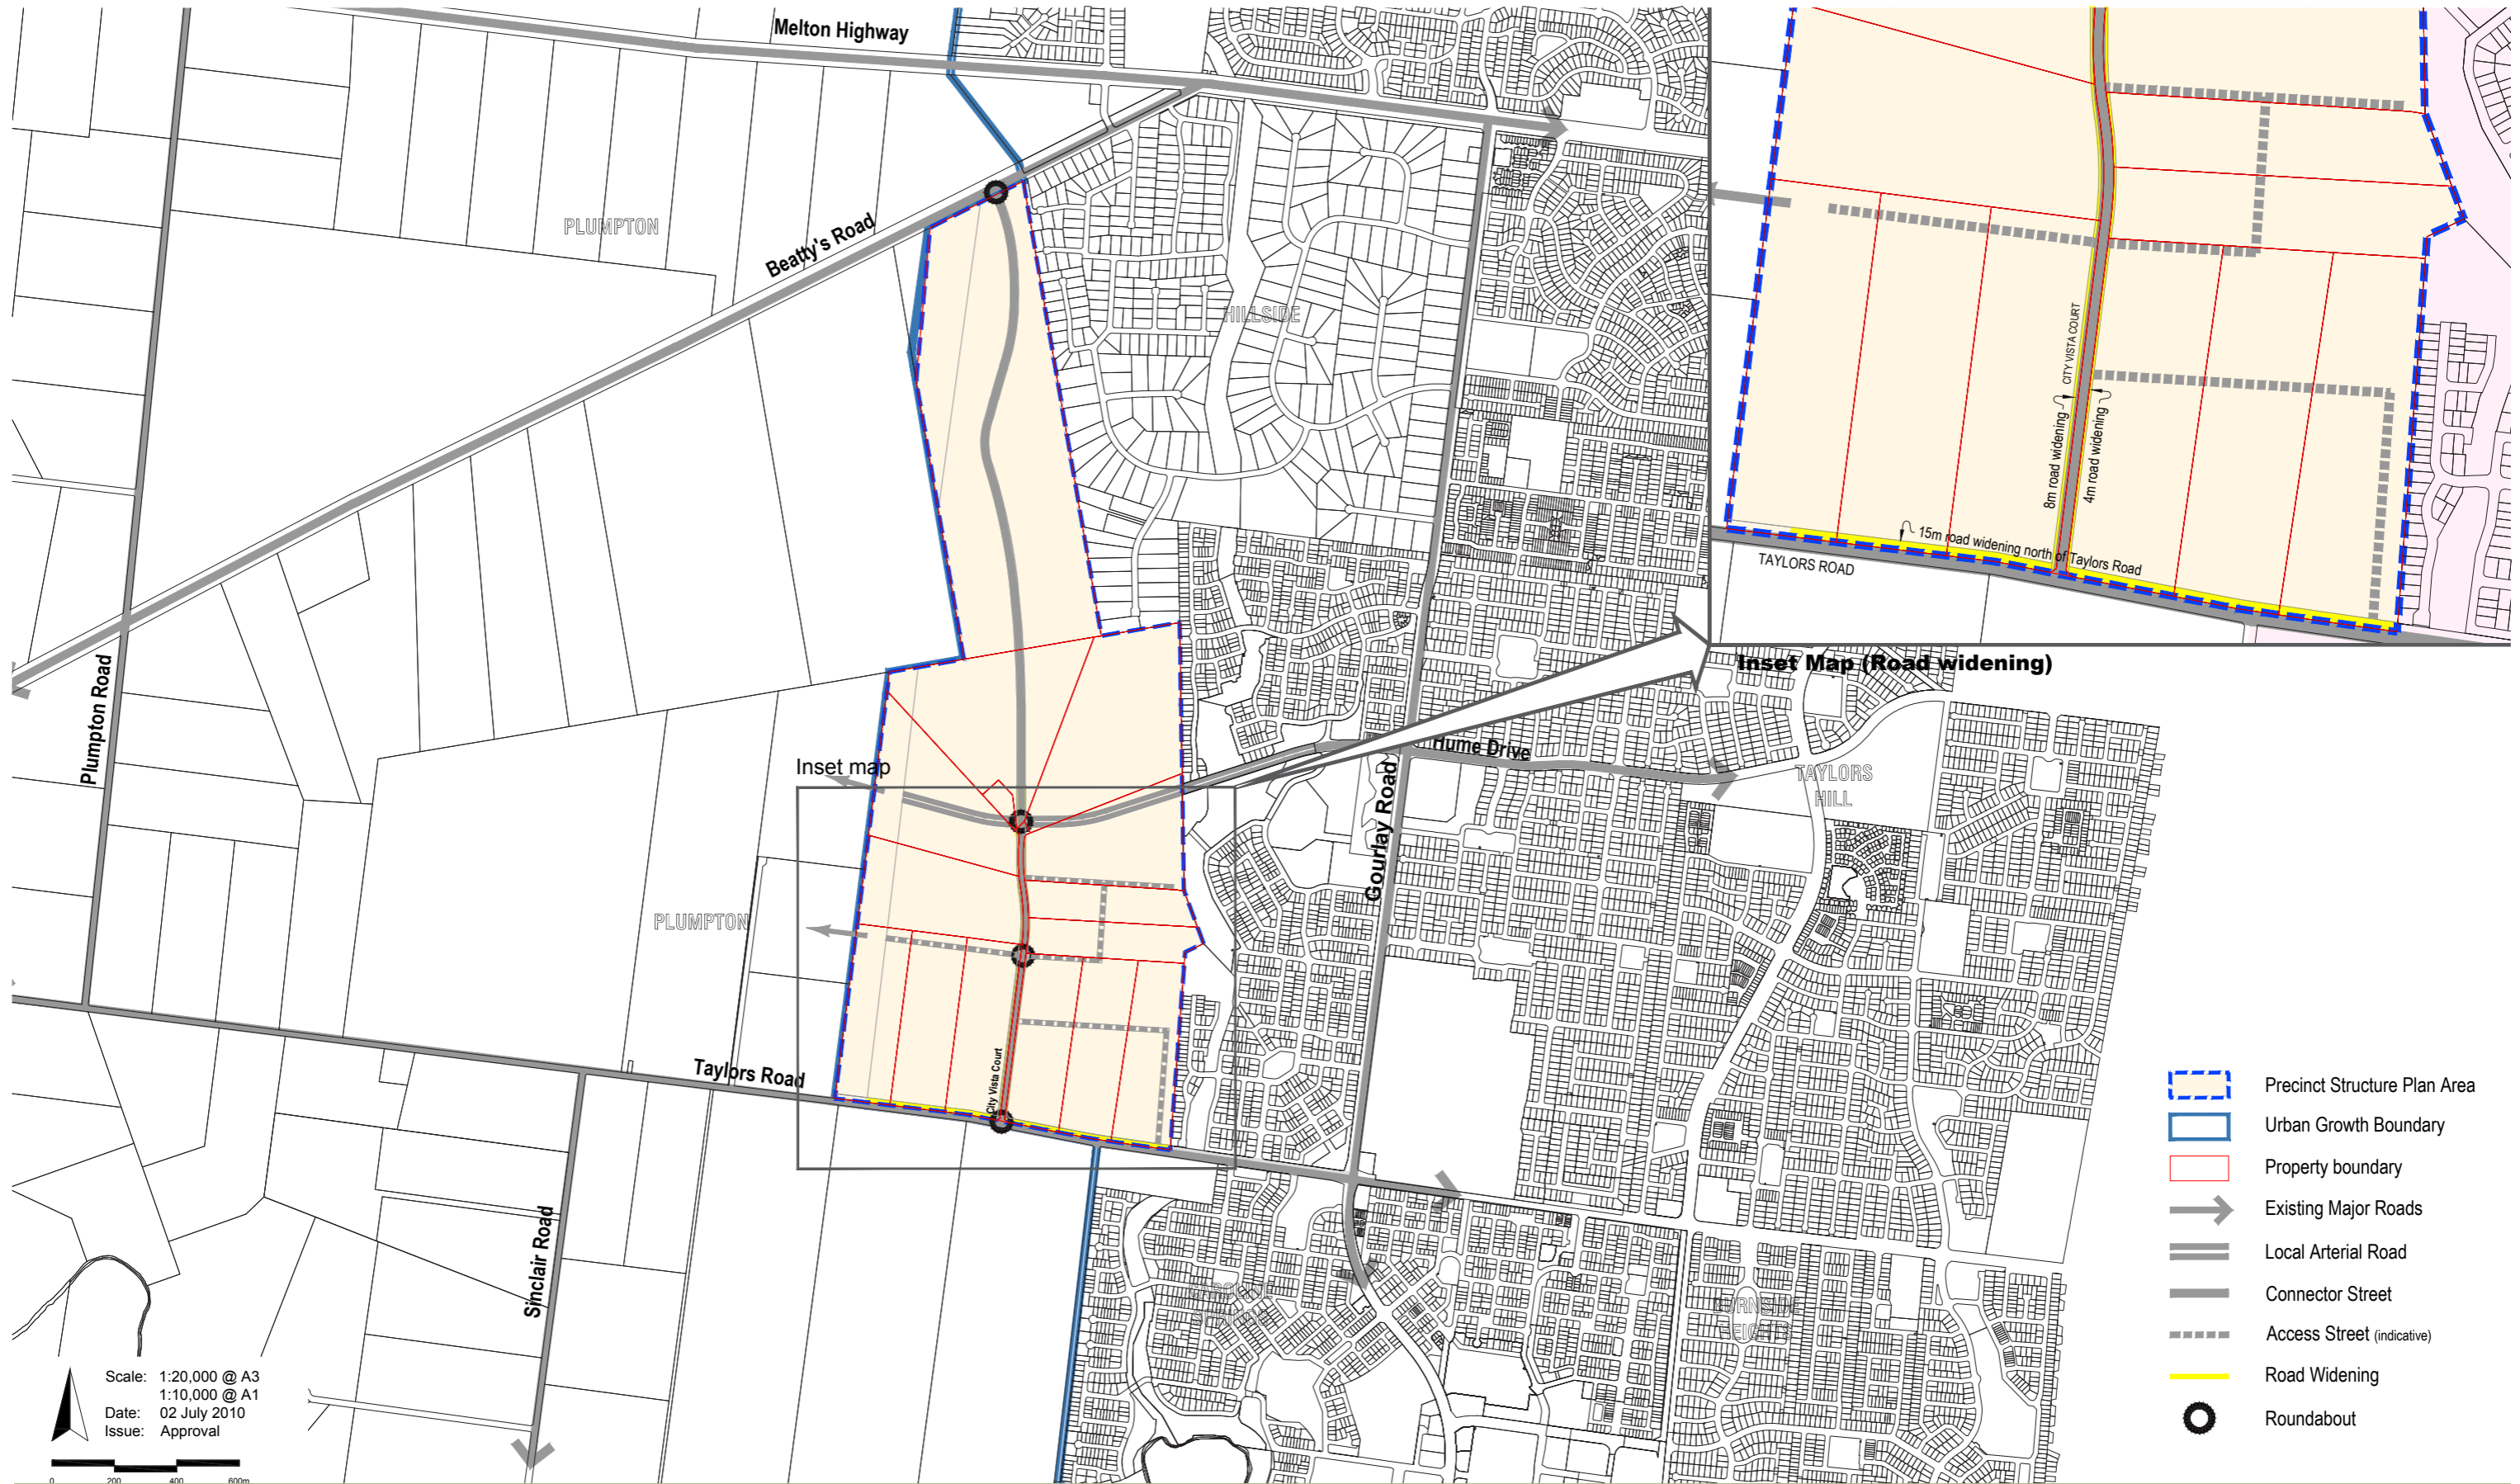 Melton Highway
PLUMPTON
Beatty's Road
HILLSIDE
CITY VISTA COURT
8m road widening
4m road widening
15m road widening north of Taylors Road
TAYLORS ROAD
Inset Map (Road widening)
Plumpton Road
Inset map
Hume Drive
TAYLORS
HILL
Gourlay Road
PLUMPTON
Taylors Road
City Vista Court
Sinclair Road
CAROLINE
SPRINGS
BURNSIDE
HEIGHTS
Precinct Structure Plan Area
Urban Growth Boundary
Property boundary
Existing Major Roads
Local Arterial Road
Connector Street
Access Street (indicative)
Road Widening
Roundabout
Scale: 1:20,000 @ A3
1:10,000 @ A1
Date: 02 July 2010
Issue: Approval
0 200 400 600m